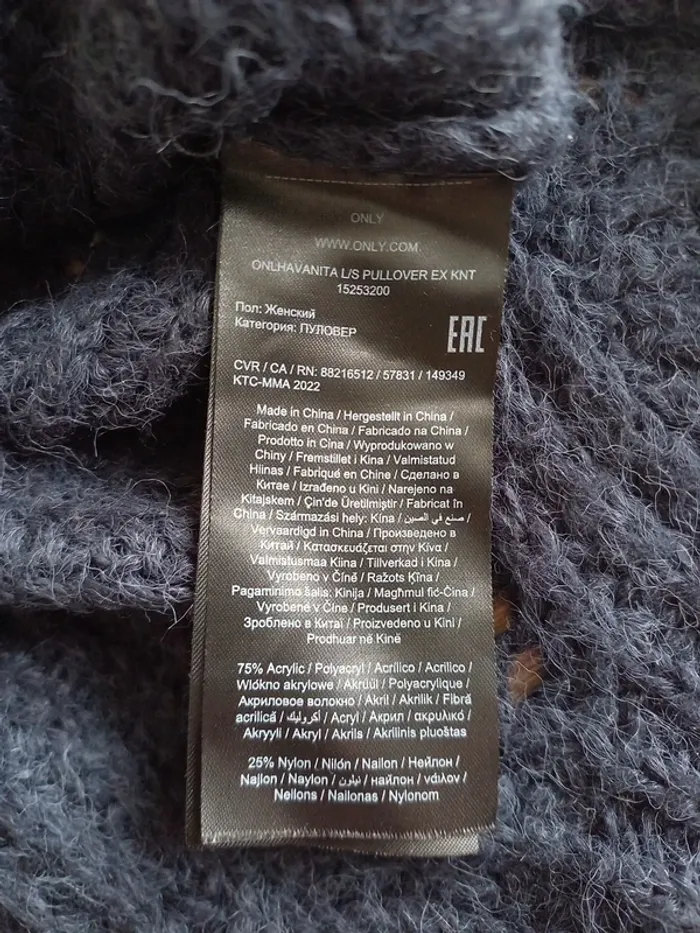 ONLY
WWW.ONLY.COM
ONLHAVANITA L/S PULLOVER EX KNT
15253200
Пол: Женский
Категория: ПУЛОВЕР
EAC
CVR / CA / RN: 88216512 / 57831 / 149349
KTC-MMA 2022
Made in China / Hergestellt in China /
Fabricado en China / Fabricado na China /
Prodotto in Cina / Wyprodukowano w
Chiny / Fremstillet i Kina / Valmistatud
Hiinas / Fabriqué en Chine / Сделано в
Китае / Izrađeno u Kini / Narejeno na
Kitajskem / Çin'de Üretilmiştir / Fabricat în
China / Származási hely: Kína / صنع في الصين /
Vervaardigd in China / Произведено в
Китай / Κατασκευάζεται στην Κίνα /
Valmistusmaa Kiina / Tillverkad i Kina /
Vyrobeno v Číně / Ražots Ķīna /
Pagaminimo šalis: Kinija / Magħmul fiċ-Ċina /
Vyrobené v Číne / Produsert i Kina /
Зроблено в Китаї / Proizvedeno u Kini /
Prodhuar në Kinë
75% Acrylic / Polyacryl / Acrílico / Acrilico /
Włókno akrylowe / Akrüül / Polyacrylique /
Акриловое волокно / Akril / Akrilik / Fibră
acrilică / أكروليك / Acryl / Акрил / ακρυλικό /
Akryyli / Akryl / Akrils / Akrilinis pluoštas
25% Nylon / Nilón / Nailon / Нейлон /
Najlon / Naylon / نيلون / найлон / νάιλον /
Neilons / Nailonas / Nylonom